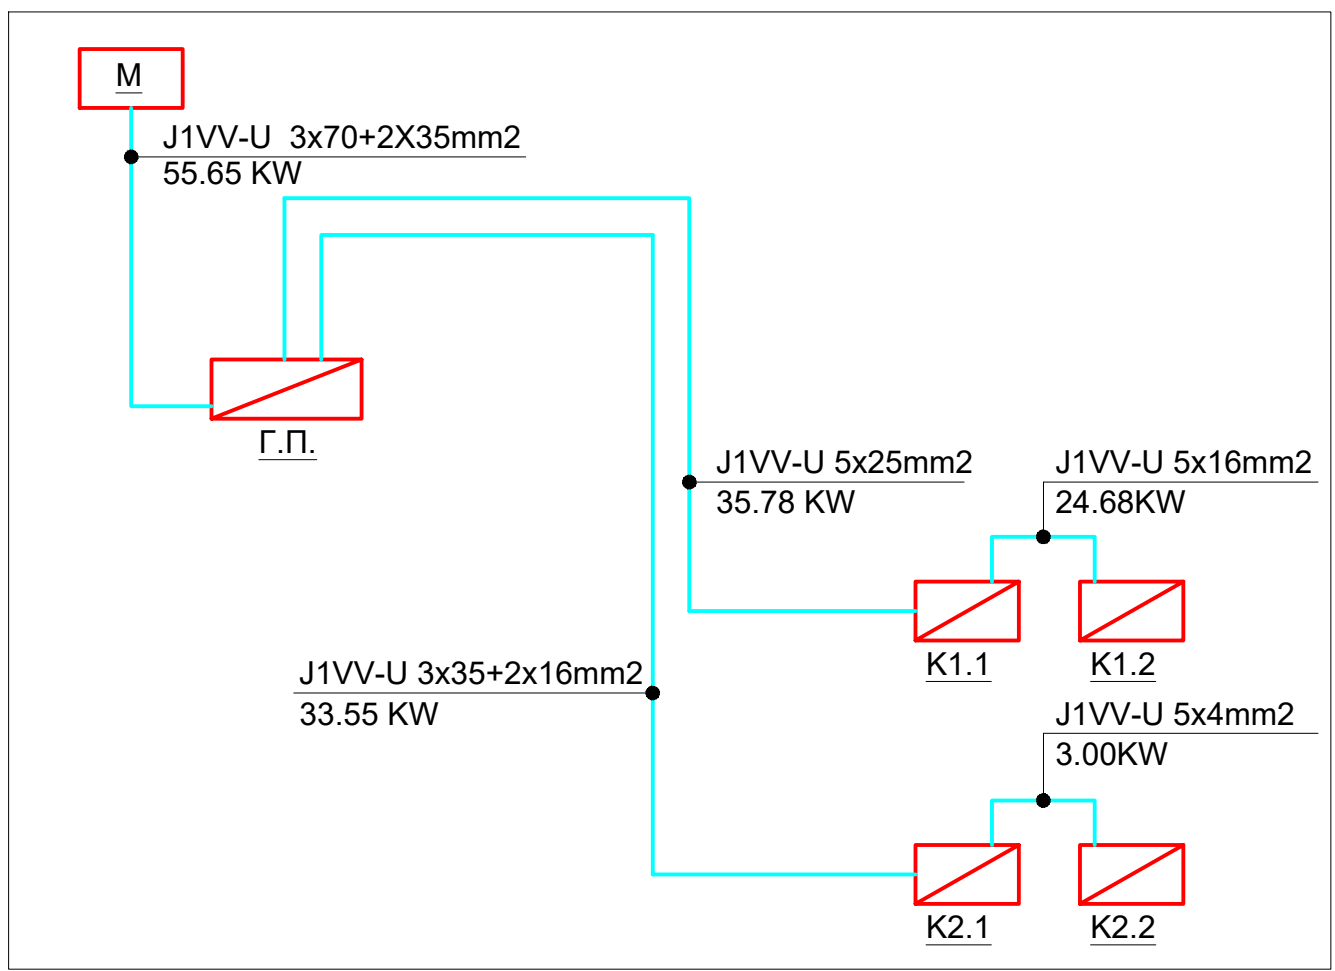 M
J1VV-U  3x70+2X35mm2
55.65 KW
Γ.Π.
J1VV-U 5x25mm2
35.78 KW
J1VV-U 5x16mm2
24.68KW
K1.1
K1.2
J1VV-U 3x35+2x16mm2
33.55 KW
J1VV-U 5x4mm2
3.00KW
K2.1
K2.2